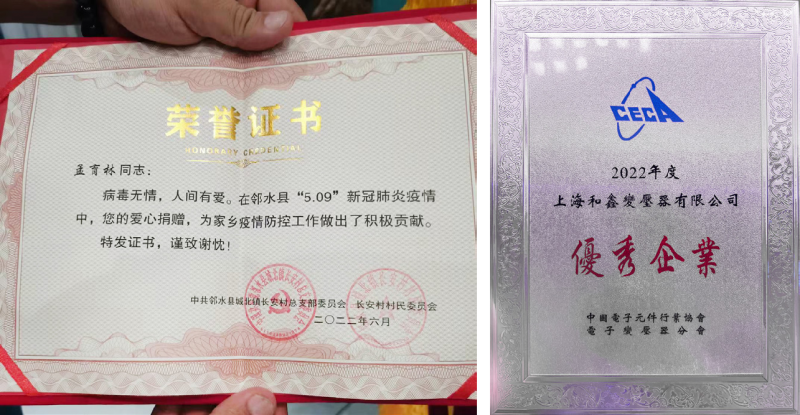 荣誉证书
HONORARY CREDENTIAL
孟育林同志：
病毒无情，人间有爱。在邻水县“5.09”新冠肺炎疫情
中，您的爱心捐赠，为家乡疫情防控工作做出了积极贡献。
特发证书，谨致谢忱！
中共邻水县城北镇长安村总支部委员会 长安村村民委员会
二〇二二年六月
CECA
2022年度
上海和鑫變壓器有限公司
優秀企業
中国電子元件行業協會
電子變壓器分會